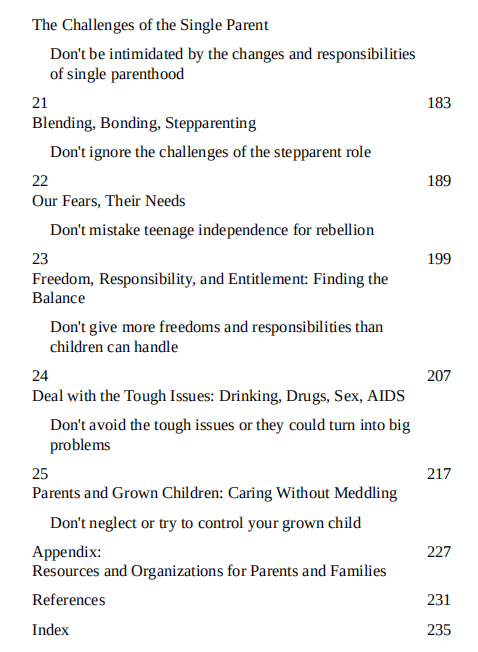 The Challenges of the Single Parent
Don't be intimidated by the changes and responsibilities
of single parenthood
21 183
Blending, Bonding, Stepparenting
Don't ignore the challenges of the stepparent role
22 189
Our Fears, Their Needs
Don't mistake teenage independence for rebellion
23 199
Freedom, Responsibility, and Entitlement: Finding the
Balance
Don't give more freedoms and responsibilities than
children can handle
24 207
Deal with the Tough Issues: Drinking, Drugs, Sex, AIDS
Don't avoid the tough issues or they could turn into big
problems
25 217
Parents and Grown Children: Caring Without Meddling
Don't neglect or try to control your grown child
Appendix: 227
Resources and Organizations for Parents and Families
References 231
Index 235